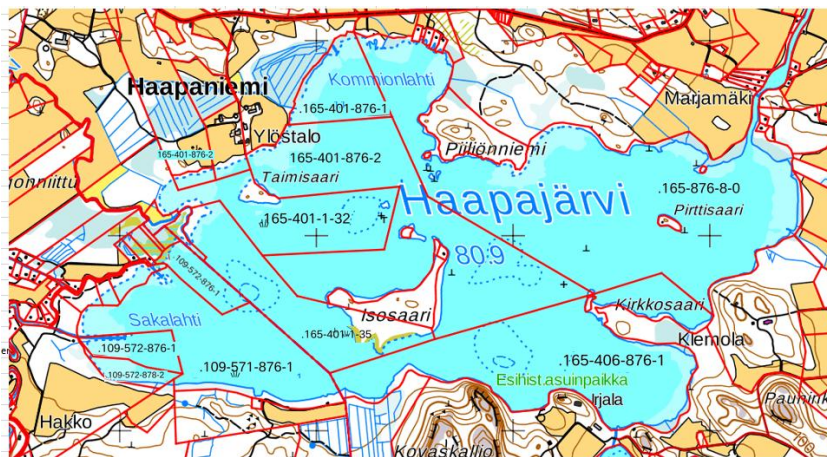 Kommionlahti
Haapaniemi
Marjamäki
.165-401-876-1
Ylöstalo
165-401-876-2
165-401-876-2
Piiliönniemi
Taimisaari
.165-876-8-0
165-401-1-32
Haapajärvi
Pirttisaari
80.9
.109-572-876-1
Isosaari
Kirkkosaari
Sakalahti
.165-401-1-35
Klemola
.109-572-876-1
.109-571-876-1
.165-406-876-1
.109-572-878-2
Esihist.asuinpaikka
Irjala
Hakko
Kovaskallio
100